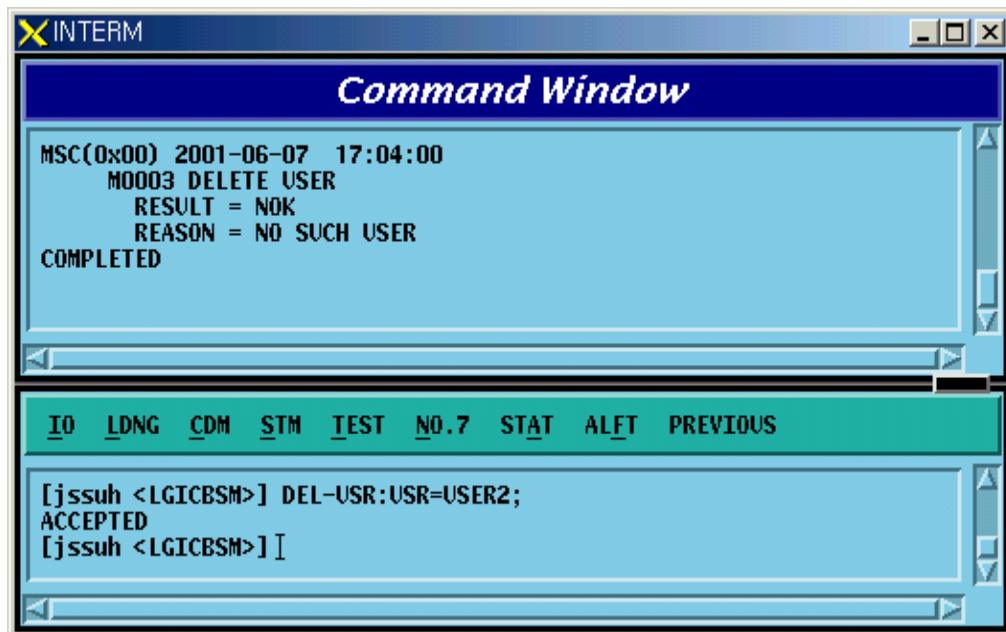 INTERM
Command Window
MSC(0x00) 2001-06-07 17:04:00
M0003 DELETE USER
RESULT = NOK
REASON = NO SUCH USER
COMPLETED
IO LDNG CDM STM TEST NO.7 STAT ALFT PREVIOUS
[jssuh <LGICBSM>] DEL-USR:USR=USER2;
ACCEPTED
[jssuh <LGICBSM>]